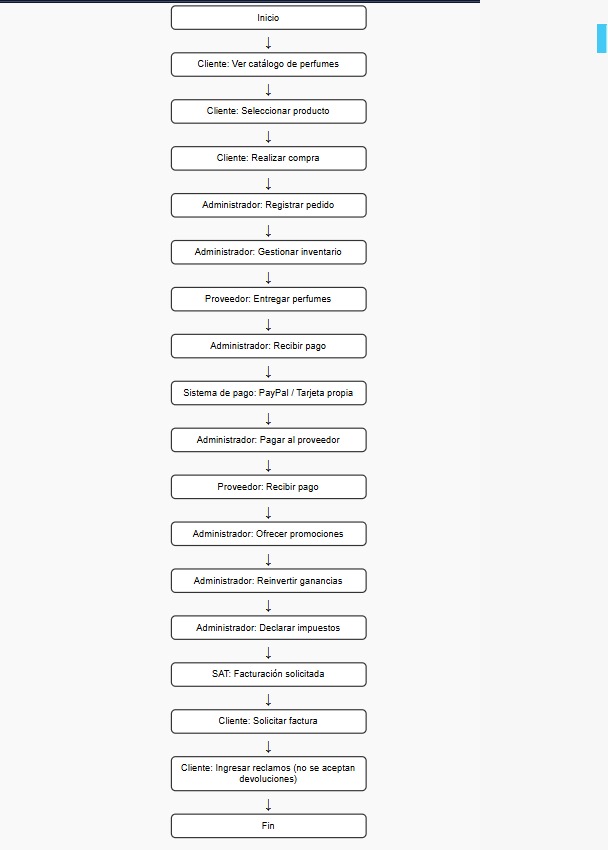 Inicio
Cliente: Ver catálogo de perfumes
Cliente: Seleccionar producto
Cliente: Realizar compra
Administrador: Registrar pedido
Administrador: Gestionar inventario
Proveedor: Entregar perfumes
Administrador: Recibir pago
Sistema de pago: PayPal / Tarjeta propia
Administrador: Pagar al proveedor
Proveedor: Recibir pago
Administrador: Ofrecer promociones
Administrador: Reinvertir ganancias
Administrador: Declarar impuestos
SAT: Facturación solicitada
Cliente: Solicitar factura
Cliente: Ingresar reclamos (no se aceptan
devoluciones)
Fin